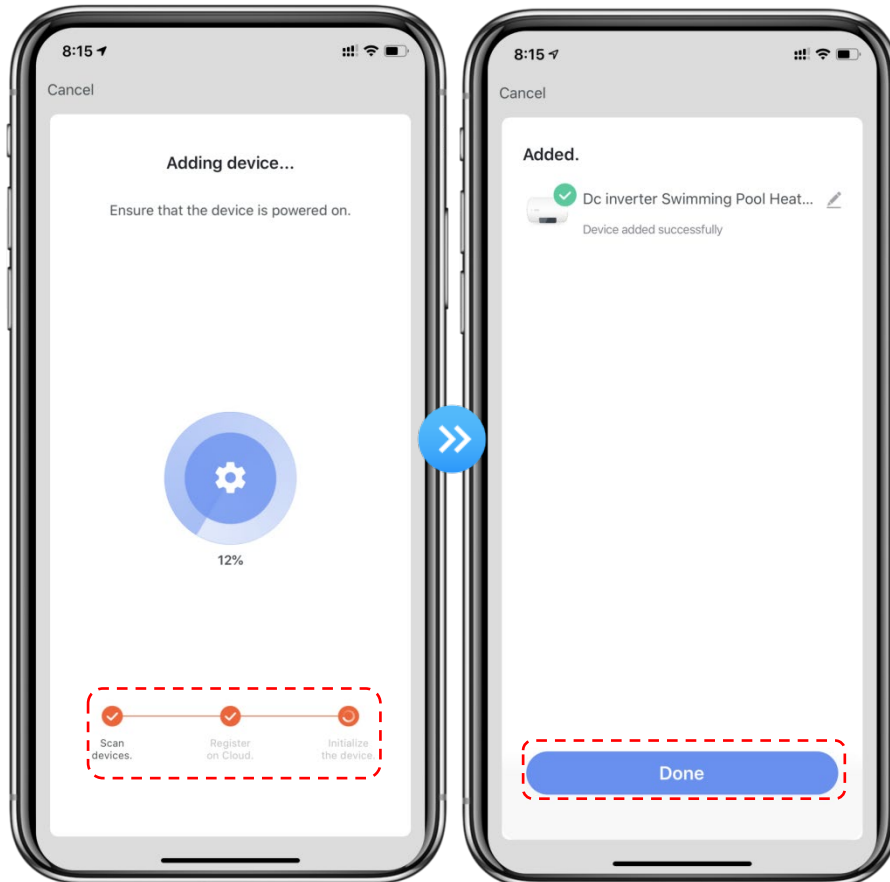 8:15
Cancel
Adding device...
Ensure that the device is powered on.
12%
Scan
devices.
Register
on Cloud.
Initialize
the device.
8:15
Cancel
Added.
Dc inverter Swimming Pool Heat...
Device added successfully
Done